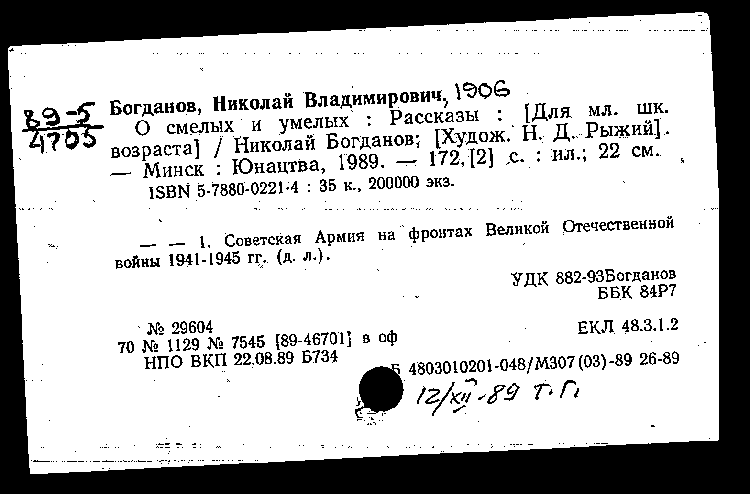 89-5
4705
Богданов, Николай Владимирович, 1906
О смелых и умелых : Рассказы : [Для мл. шк.
возраста] / Николай Богданов; [Худож. Н. Д. Рыжий].
— Минск : Юнацтва, 1989. — 172, [2] с. : ил.; 22 см.
ISBN 5-7880-0221-4 : 35 к., 200000 экз.
— — 1. Советская Армия на фронтах Великой Отечественной
войны 1941-1945 гг. (д. л.).
УДК 882-93Богданов
ББК 84Р7
№ 29604
70 № 1129 № 7545 [89-46701] в оф
ЕКЛ 48.3.1.2
НПО ВКП 22.08.89 Б734
Б 4803010201-048/М307(03)-89 26-89
12/XII-89 Т.Г.